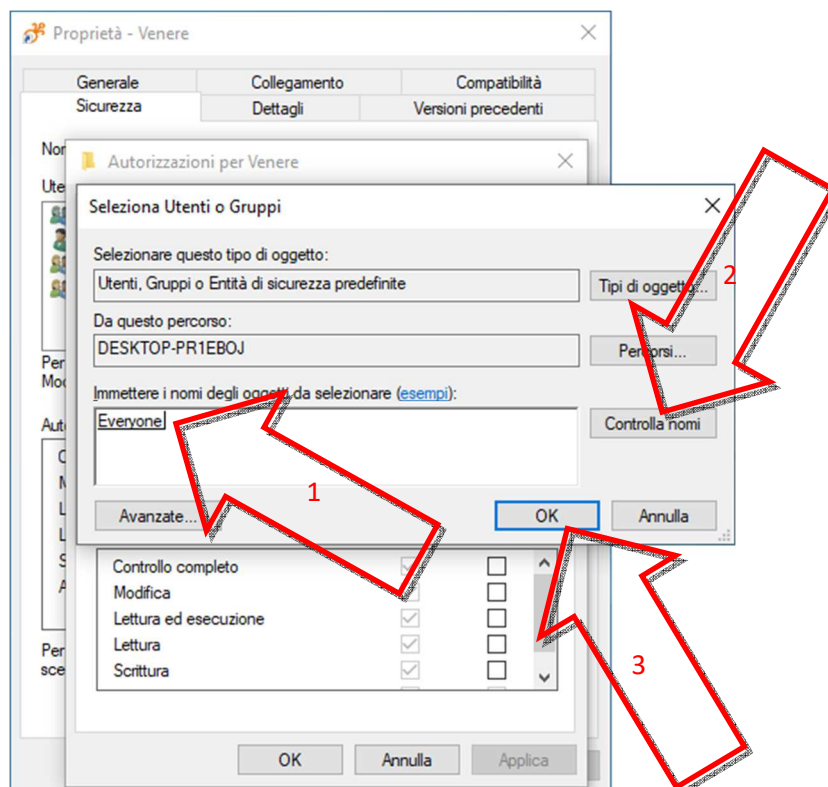 Proprietà - Venere
Generale Collegamento Compatibilità
Sicurezza Dettagli Versioni precedenti
Autorizzazioni per Venere
Seleziona Utenti o Gruppi
Selezionare questo tipo di oggetto:
Utenti, Gruppi o Entità di sicurezza predefinite
Tipi di oggetto...
2
Da questo percorso:
DESKTOP-PR1EBOJ
Percorsi...
Immettere i nomi degli oggetti da selezionare (esempi):
Everyone
Controlla nomi
1
Avanzate...
OK Annulla
Controllo completo
Modifica
Lettura ed esecuzione
Lettura
3
Scrittura
OK Annulla Applica